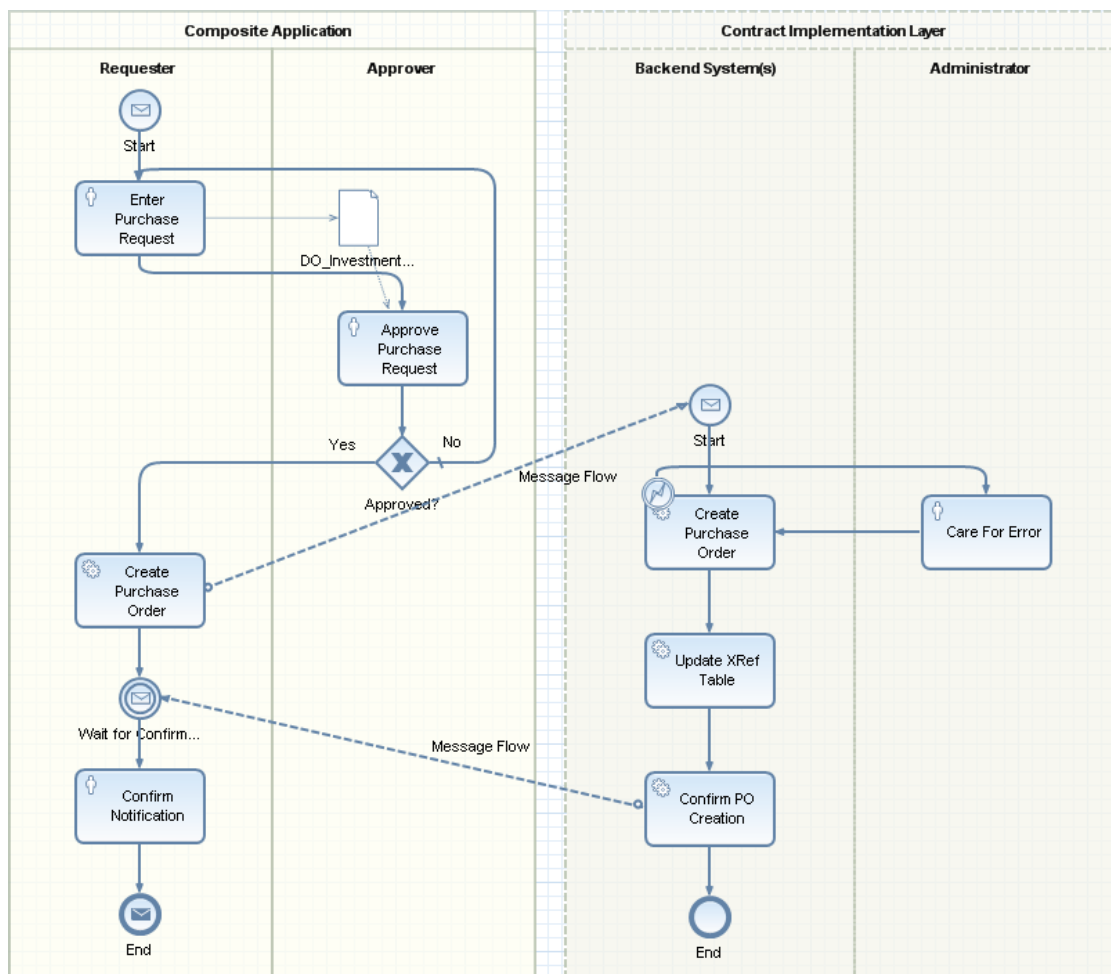 Composite Application
Contract Implementation Layer
Requester
Approver
Backend System(s)
Administrator
Start
Enter
Purchase
Request
DO_Investment...
Approve
Purchase
Request
Yes
No
Approved?
Message Flow
Start
Create
Purchase
Order
Care For Error
Create
Purchase
Order
Update XRef
Table
Wait for Confirm...
Message Flow
Confirm
Notification
Confirm PO
Creation
End
End